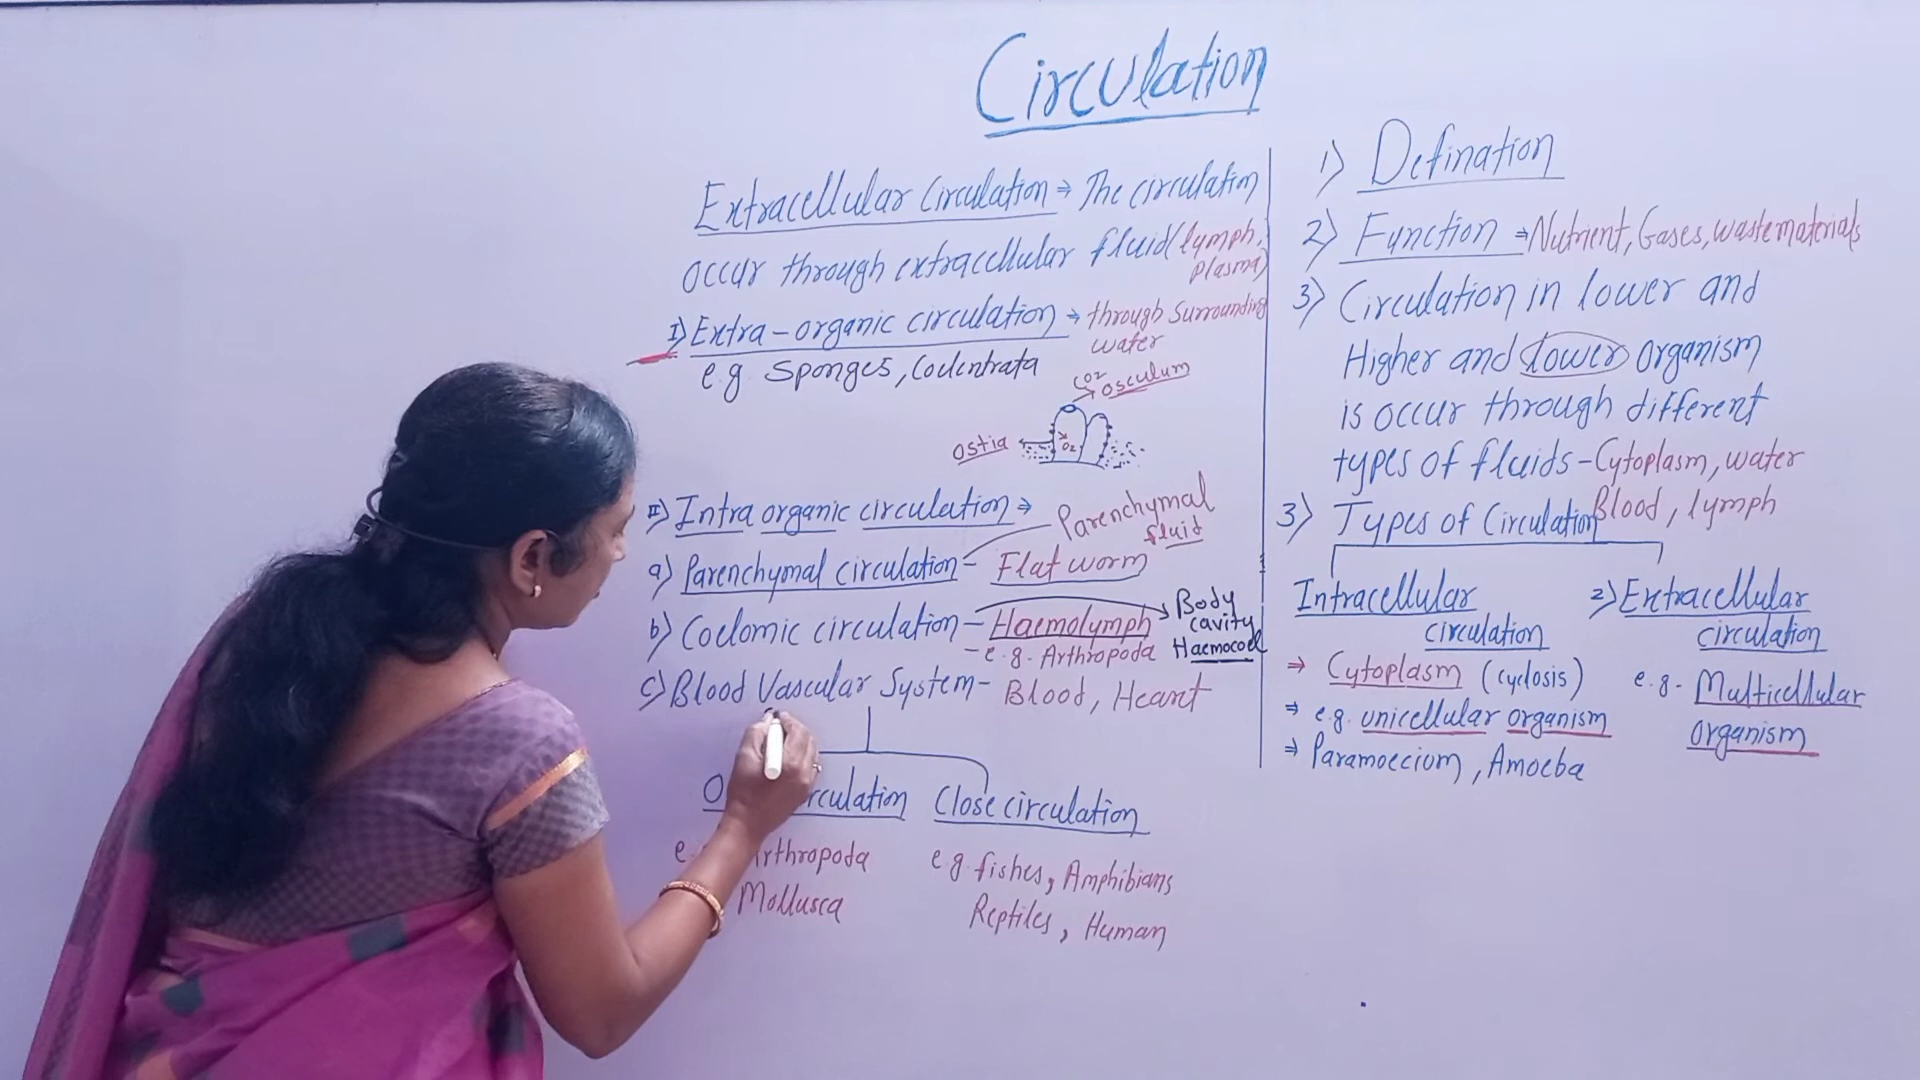 Circulation
Extracellular Circulation ⇒ The circulation
occur through extracellular fluid (lymph,
plasma)
I) Extra-organic circulation ⇒ through Surrounding
water
e.g. Sponges, Coelentrata
CO2
→ osculum
Ostia
O2
II) Intra organic circulation ⇒
Parenchymal
fluid
a) Parenchymal circulation - Flat worm
b) Coelomic circulation - Haemolymph
Body
cavity
- e.g. Arthropoda
Haemocoel
c) Blood Vascular System - Blood, Heart
Close circulation
Arthropoda
Mollusca
e.g. fishes, Amphibians
Reptiles, Human
1) Defination
2) Function ⇒ Nutrient, Gases, waste materials
3) Circulation in lower and
Higher and lower organism
is occur through different
types of fluids - Cytoplasm, water
Blood, lymph
3) Types of Circulation
Intracellular
circulation
⇒ Cytoplasm (cyclosis)
⇒ e.g. unicellular organism
⇒ Paramoecium, Amoeba
2) Extracellular
circulation
e.g. - Multicellular
organism